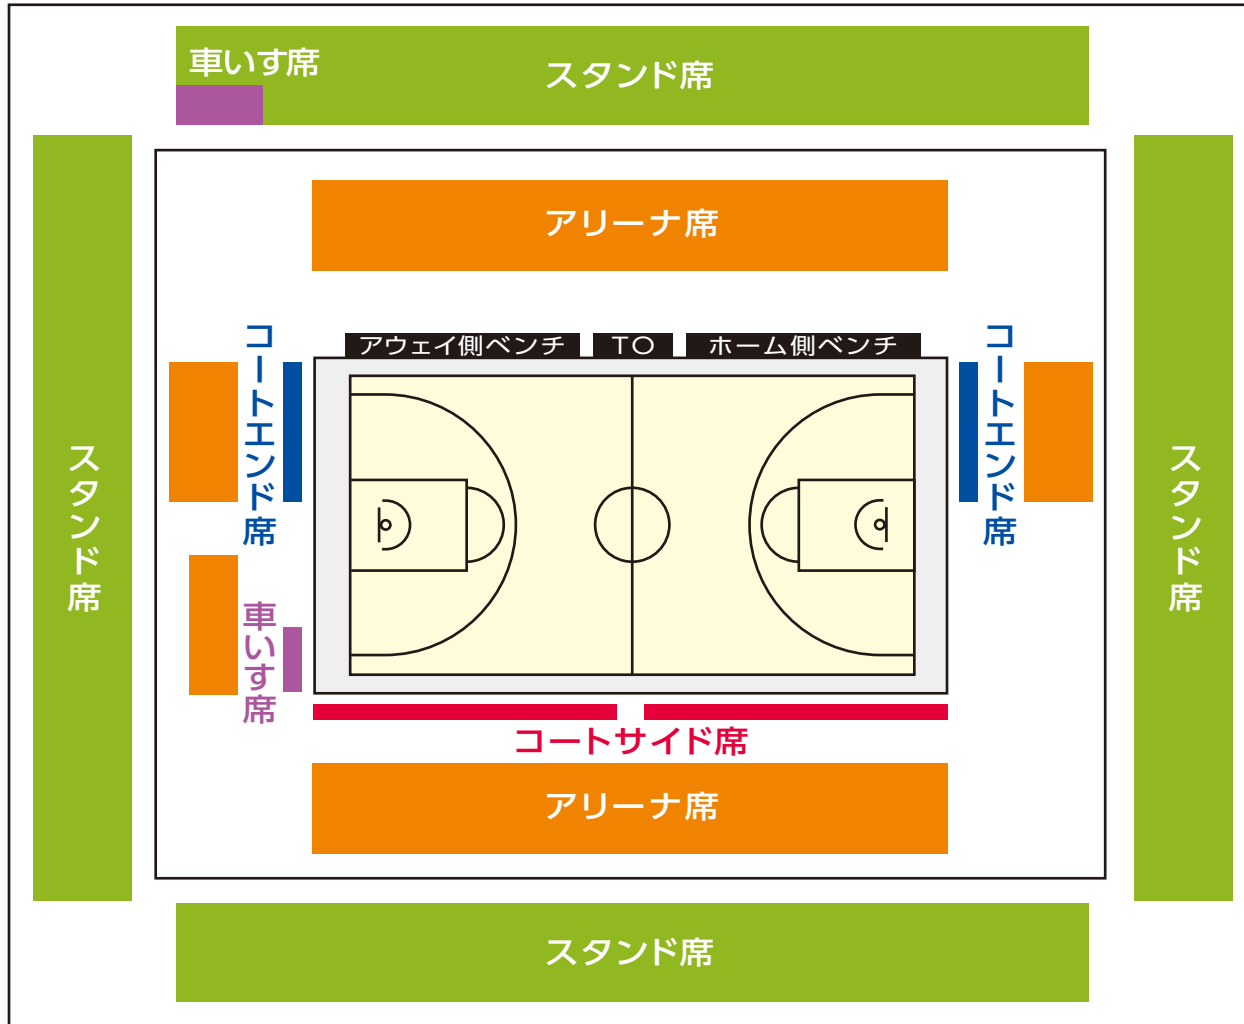 車いす席
スタンド席
アリーナ席
アウェイ側ベンチ
TO
ホーム側ベンチ
コートエンド席
コートエンド席
スタンド席
スタンド席
車いす席
コートサイド席
アリーナ席
スタンド席